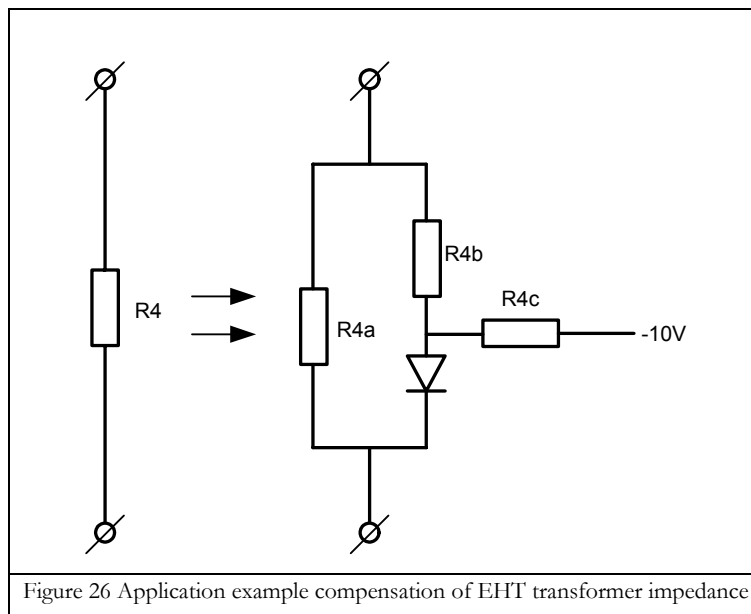 R4
R4a
R4b
R4c
-10V
Figure 26 Application example compensation of EHT transformer impedance